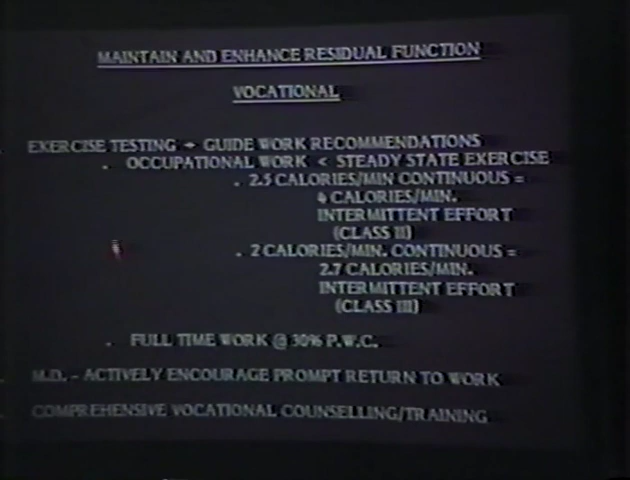 MAINTAIN AND ENHANCE RESIDUAL FUNCTION
VOCATIONAL
EXERCISE TESTING → GUIDE WORK RECOMMENDATIONS
. OCCUPATIONAL WORK < STEADY STATE EXERCISE
. 2.5 CALORIES/MIN CONTINUOUS =
4 CALORIES/MIN.
INTERMITTENT EFFORT
(CLASS II)
. 2 CALORIES/MIN. CONTINUOUS =
2.7 CALORIES/MIN.
INTERMITTENT EFFORT
(CLASS III)
. FULL TIME WORK @ 30% P.W.C.
M.D. - ACTIVELY ENCOURAGE PROMPT RETURN TO WORK
COMPREHENSIVE VOCATIONAL COUNSELLING/TRAINING